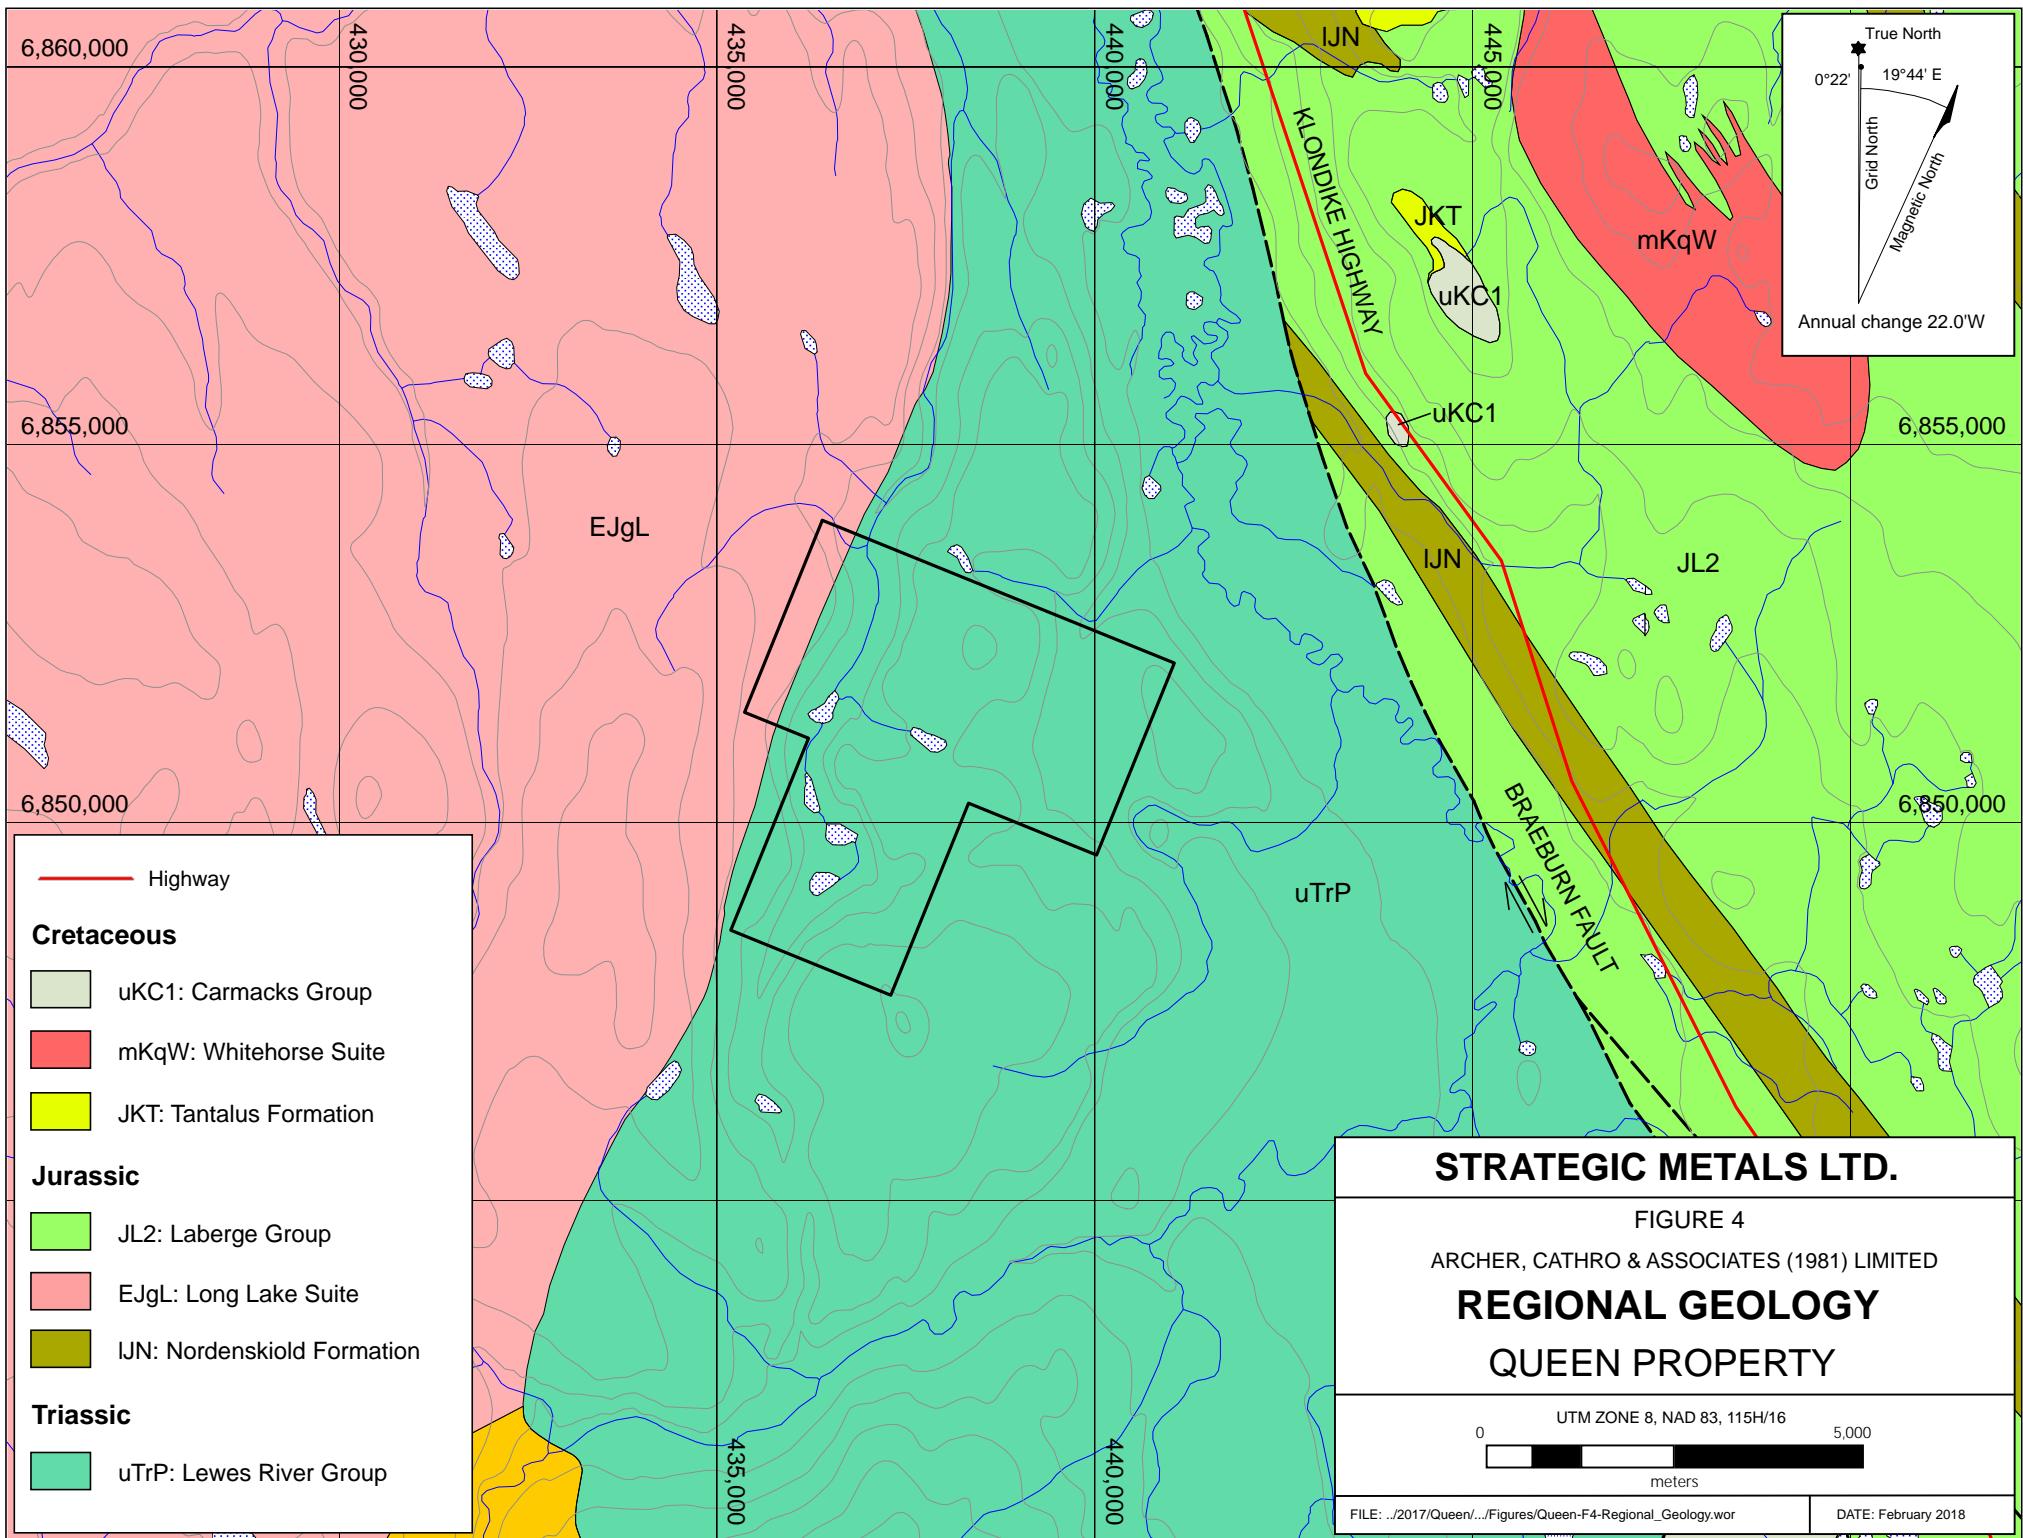 6,860,000
430,000
435,000
440,000
445,000
IJN
KLONDIKE HIGHWAY
JKT
uKC1
mKqW
True North
0°22'
19°44' E
Grid North
Magnetic North
Annual change 22.0'W
uKC1
6,855,000
6,855,000
EJgL
IJN
JL2
6,850,000
6,850,000
BRAEBURN FAULT
uTrP
Highway
Cretaceous
uKC1: Carmacks Group
mKqW: Whitehorse Suite
JKT: Tantalus Formation
Jurassic
JL2: Laberge Group
EJgL: Long Lake Suite
IJN: Nordenskiold Formation
Triassic
uTrP: Lewes River Group
435,000
440,000
STRATEGIC METALS LTD.
FIGURE 4
ARCHER, CATHRO & ASSOCIATES (1981) LIMITED
REGIONAL GEOLOGY
QUEEN PROPERTY
UTM ZONE 8, NAD 83, 115H/16
0 5,000
meters
FILE: ../2017/Queen/.../Figures/Queen-F4-Regional_Geology.wor
DATE: February 2018